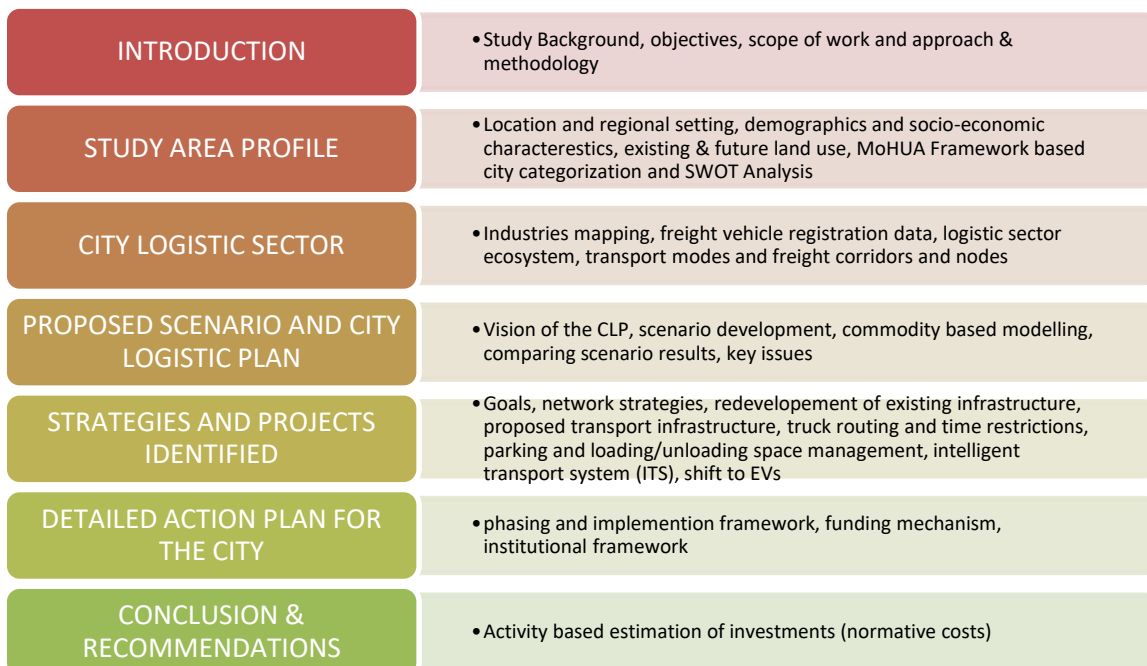 INTRODUCTION
•Study Background, objectives, scope of work and approach &
methodology
STUDY AREA PROFILE
•Location and regional setting, demographics and socio-economic
characterestics, existing & future land use, MoHUA Framework based
city categorization and SWOT Analysis
CITY LOGISTIC SECTOR
•Industries mapping, freight vehicle registration data, logistic sector
ecosystem, transport modes and freight corridors and nodes
PROPOSED SCENARIO AND CITY
LOGISTIC PLAN
•Vision of the CLP, scenario development, commodity based modelling,
comparing scenario results, key issues
STRATEGIES AND PROJECTS
IDENTIFIED
•Goals, network strategies, redevelopement of existing infrastructure,
proposed transport infrastructure, truck routing and time restrictions,
parking and loading/unloading space management, intelligent
transport system (ITS), shift to EVs
DETAILED ACTION PLAN FOR
THE CITY
•phasing and implemention framework, funding mechanism,
institutional framework
CONCLUSION &
RECOMMENDATIONS
•Activity based estimation of investments (normative costs)